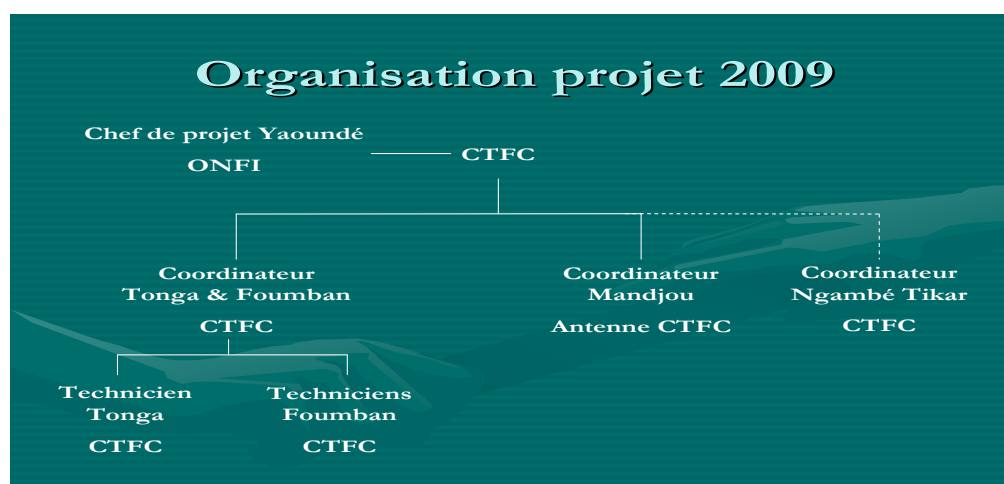 Organisation projet 2009
Chef de projet Yaoundé
ONFI
CTFC
Coordinateur
Tonga & Foumban
CTFC
Coordinateur
Mandjou
Antenne CTFC
Coordinateur
Ngambé Tikar
CTFC
Technicien
Tonga
CTFC
Techniciens
Foumban
CTFC